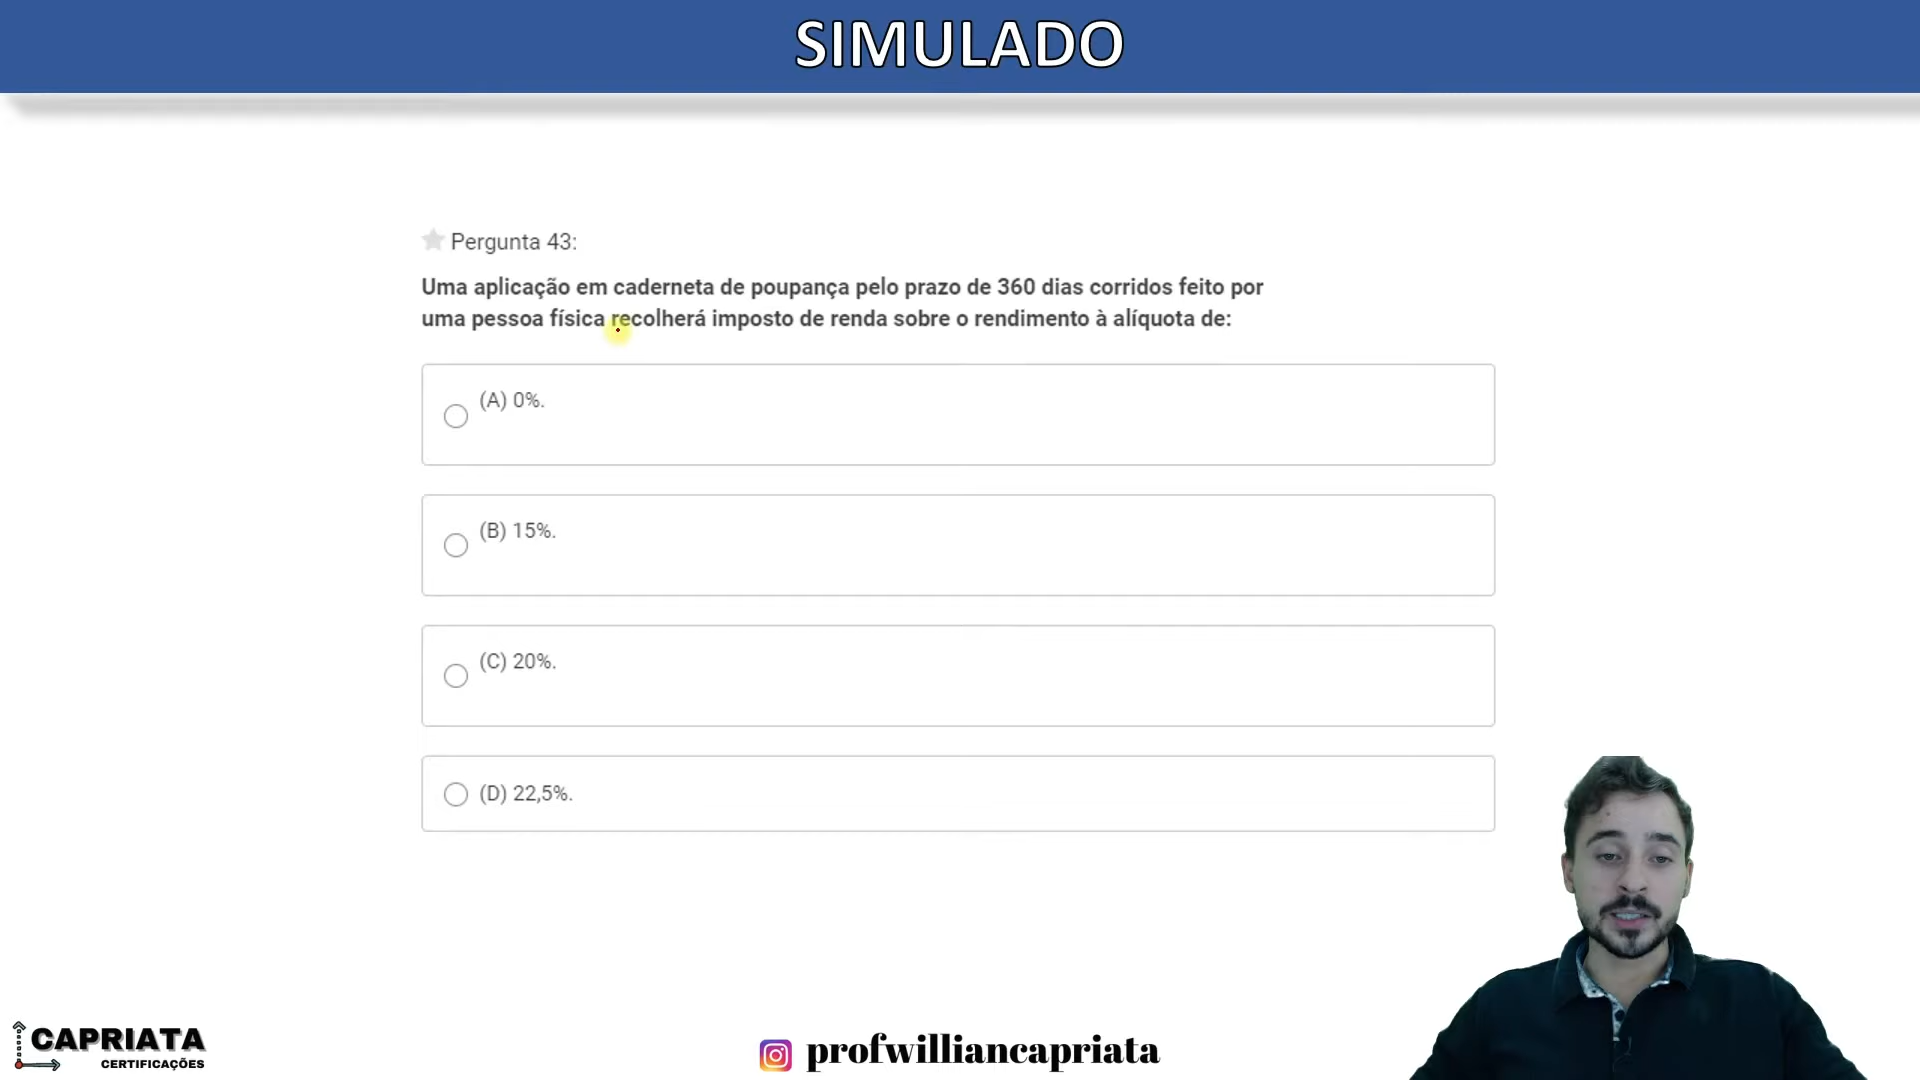 SIMULADO
Pergunta 43:
Uma aplicação em caderneta de poupança pelo prazo de 360 dias corridos feito por
uma pessoa física recolherá imposto de renda sobre o rendimento à alíquota de:
(A) 0%.
(B) 15%.
(C) 20%.
(D) 22,5%.
CAPRIATA
CERTIFICAÇÕES
profwilliancapriata